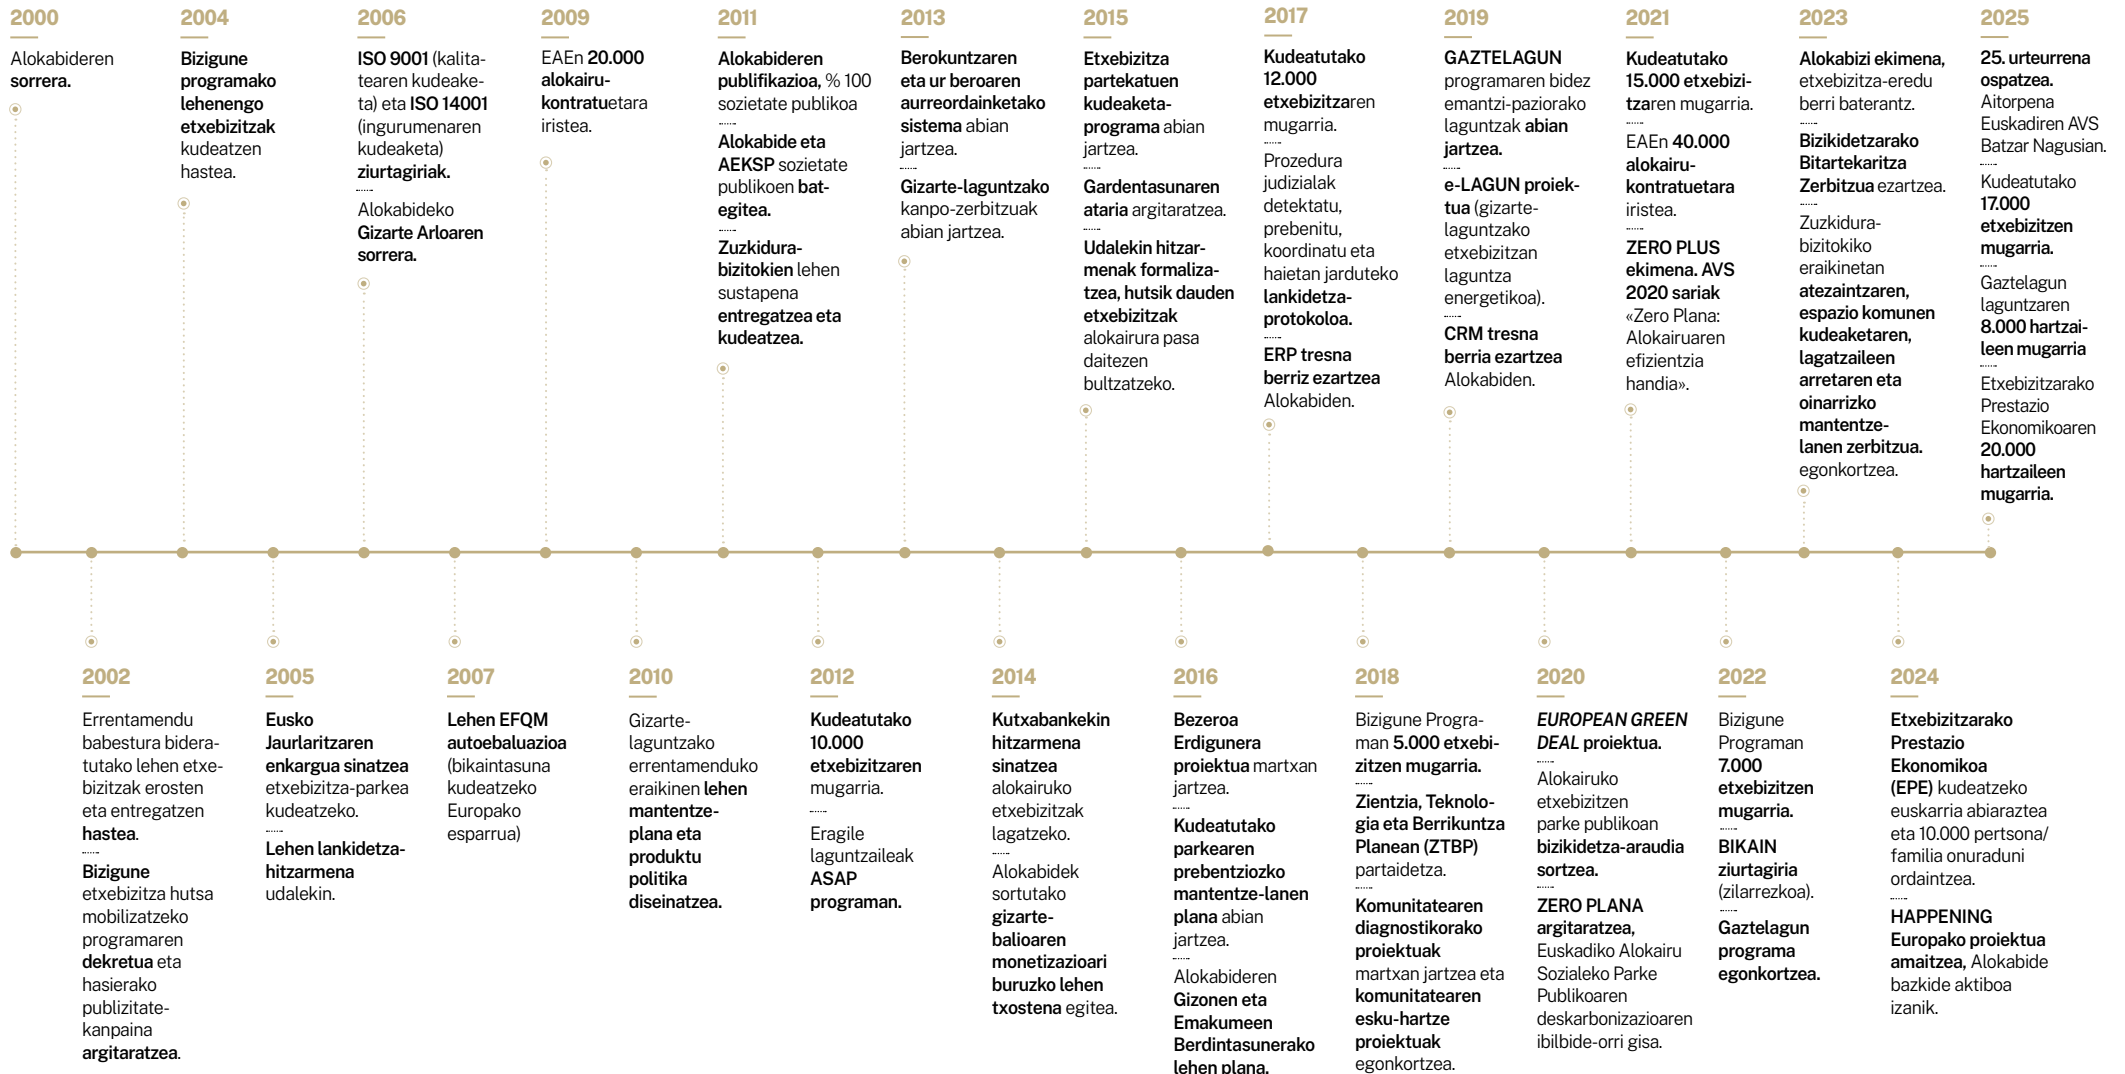 2000
Alokabideren
sorrera.
2004
Bizigune
programako
lehenengo
etxebizitzak
kudeatzen
hastea.
2006
ISO 9001 (kalita-
tearen kudeake-
ta) eta ISO 14001
(ingurumenaren
kudeaketa)
ziurtagiriak.
Alokabideko
Gizarte Arloaren
sorrera.
2009
EAEn 20.000
alokairu-
kontratuetara
iristea.
2011
Alokabideren
publifikazioa, % 100
sozietate publikoa
Alokabide eta
AEKSP sozietate
publikoen bat-
egitea.
Zuzkidura-
bizitokien lehen
sustapena
entregatzea eta
kudeatzea.
2013
Berokuntzaren
eta ur beroaren
aurreordainketako
sistema abian
jartzea.
Gizarte-laguntzako
kanpo-zerbitzuak
abian jartzea.
2015
Etxebizitza
partekatuen
kudeaketa-
programa abian
jartzea.
Gardentasunaren
ataria argitaratzea.
Udalekin hitzar-
menak formaliza-
tzea, hutsik dauden
etxebizitzak
alokairura pasa
daitezen
bultzatzeko.
2017
Kudeatutako
12.000
etxebizitzaren
mugarria.
Prozedura
judizialak
detektatu,
prebenitu,
koordinatu eta
haietan jarduteko
lankidetza-
protokoloa.
ERP tresna
berriz ezartzea
Alokabiden.
2019
GAZTELAGUN
programaren bidez
emantzi-paziorako
laguntzak abian
jartzea.
e-LAGUN proiek-
tua (gizarte-
laguntzako
etxebizitzan
laguntza
energetikoa).
CRM tresna
berria ezartzea
Alokabiden.
2021
Kudeatutako
15.000 etxebizi-
tzaren mugarria.
EAEn 40.000
alokairu-
kontratuetara
iristea.
ZERO PLUS
ekimena. AVS
2020 sariak
«Zero Plana:
Alokairuaren
efizientzia
handia».
2023
Alokabizi ekimena,
etxebizitza-eredu
berri baterantz.
Bizikidetzarako
Bitartekaritza
Zerbitzua ezartzea.
Zuzkidura-
bizitokiko
eraikinetan
atezaintzaren,
espazio komunen
kudeaketaren,
lagatzaileen
arretaren eta
oinarrizko
mantentze-
lanen zerbitzua.
egonkortzea.
2025
25. urteurrena
ospatzea.
Aitorpena
Euskadiren AVS
Batzar Nagusian.
Kudeatutako
17.000
etxebizitzen
mugarria.
Gaztelagun
laguntzaren
8.000 hartzai-
leen mugarria
Etxebizitzarako
Prestazio
Ekonomikoaren
20.000
hartzaileen
mugarria.
2002
Errentamendu
babestura bidera-
tutako lehen etxe-
bizitzak erosten
eta entregatzen
hastea.
Bizigune
etxebizitza hutsa
mobilizatzeko
programaren
dekretua eta
hasierako
publizitate-
kanpaina
argitaratzea.
2005
Eusko
Jaurlaritzaren
enkargua sinatzea
etxebizitza-parkea
kudeatzeko.
Lehen lankidetza-
hitzarmena
udalekin.
2007
Lehen EFQM
autoebaluazioa
(bikaintasuna
kudeatzeko
Europako
esparrua)
2010
Gizarte-
laguntzako
errentamenduko
eraikinen lehen
mantentze-
plana eta
produktu
politika
diseinatzea.
2012
Kudeatutako
10.000
etxebizitzaren
mugarria.
Eragile
laguntzaileak
ASAP
programan.
2014
Kutxabankekin
hitzarmena
sinatzea
alokairuko
etxebizitzak
lagatzeko.
Alokabidek
sortutako
gizarte-
balioaren
monetizazioari
buruzko lehen
txostena egitea.
2016
Bezeroa
Erdigunera
proiektua martxan
jartzea.
Kudeatutako
parkearen
prebentziozko
mantentze-lanen
plana abian
jartzea.
Alokabideren
Gizonen eta
Emakumeen
Berdintasunerako
lehen plana.
2018
Bizigune Progra-
man 5.000 etxebi-
zitzen mugarria.
Zientzia, Teknolo-
gia eta Berrikuntza
Planean (ZTBP)
partaidetza.
Komunitatearen
diagnostikorako
proiektuak
martxan jartzea eta
komunitatearen
esku-hartze
proiektuak
egonkortzea.
2020
EUROPEAN GREEN
DEAL proiektua.
Alokairuko
etxebizitzen
parke publikoan
bizikidetza-araudia
sortzea.
ZERO PLANA
argitaratzea,
Euskadiko Alokairu
Sozialeko Parke
Publikoaren
deskarbonizazioaren
ibilbide-orri gisa.
2022
Bizigune
Programan
7.000
etxebizitzen
mugarria.
BIKAIN
ziurtagiria
(zilarrezkoa).
Gaztelagun
programa
egonkortzea.
2024
Etxebizitzarako
Prestazio
Ekonomikoa
(EPE) kudeatzeko
euskarria abiaraztea
eta 10.000 pertsona/
familia onuraduni
ordaintzea.
HAPPENING
Europako proiektua
amaitzea, Alokabide
bazkide aktiboa
izanik.